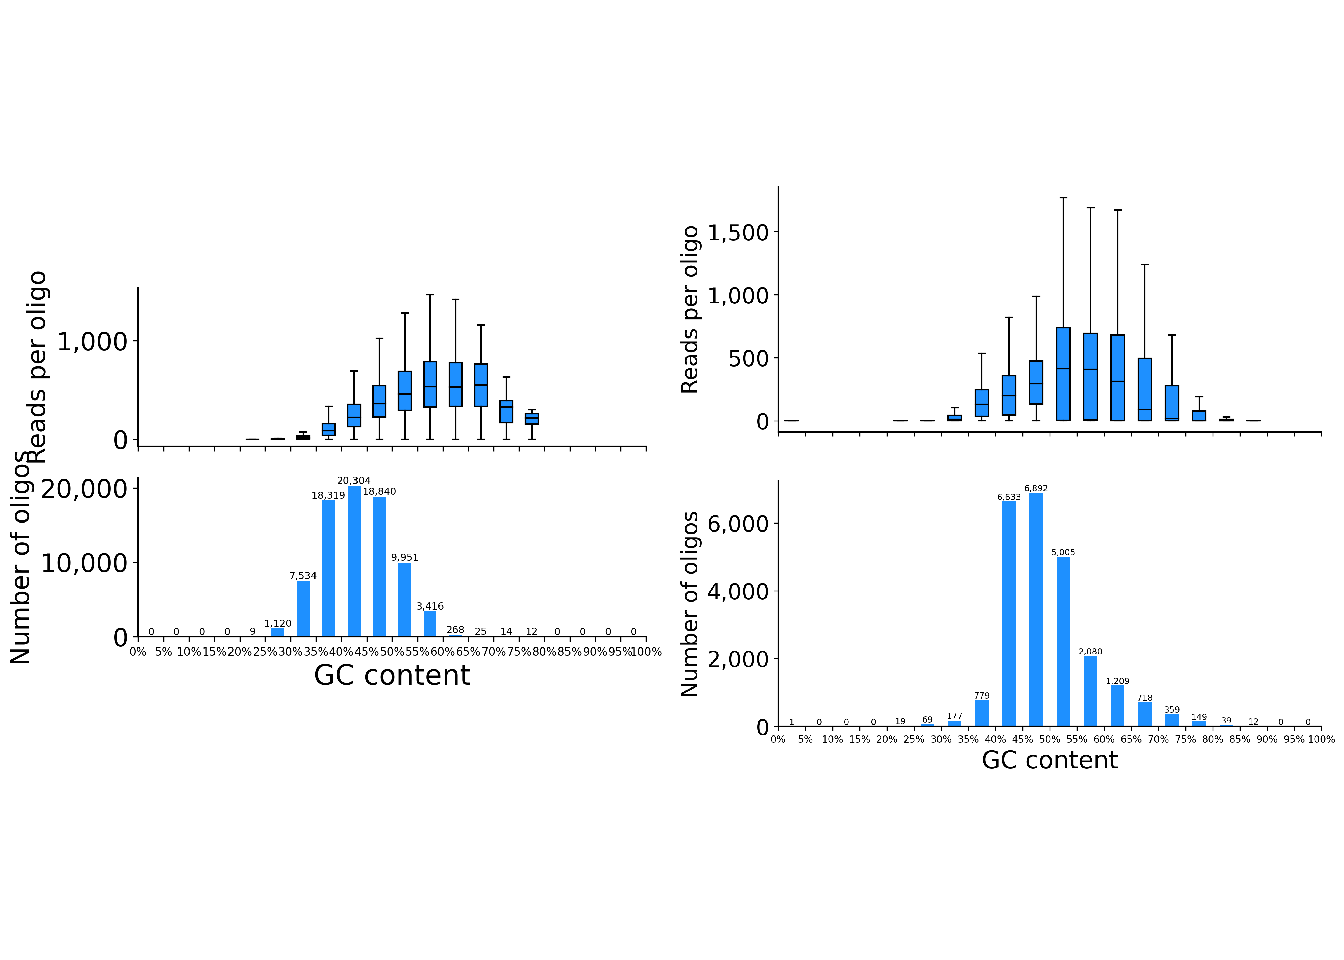 Reads per oligo
1,000
0
Number of oligos
20,000
10,000
0
0 0 0 0 9 1,120 7,534 18,319 20,304 18,840 9,951 3,416 268 25 14 12 0 0 0 0
0% 5% 10% 15% 20% 25% 30% 35% 40% 45% 50% 55% 60% 65% 70% 75% 80% 85% 90% 95% 100%
GC content
Reads per oligo
1,500
1,000
500
0
Number of oligos
6,000
4,000
2,000
0
1 0 0 0 19 69 177 779 6,633 6,892 5,005 2,080 1,209 718 359 149 39 12 0 0
0% 5% 10% 15% 20% 25% 30% 35% 40% 45% 50% 55% 60% 65% 70% 75% 80% 85% 90% 95% 100%
GC content